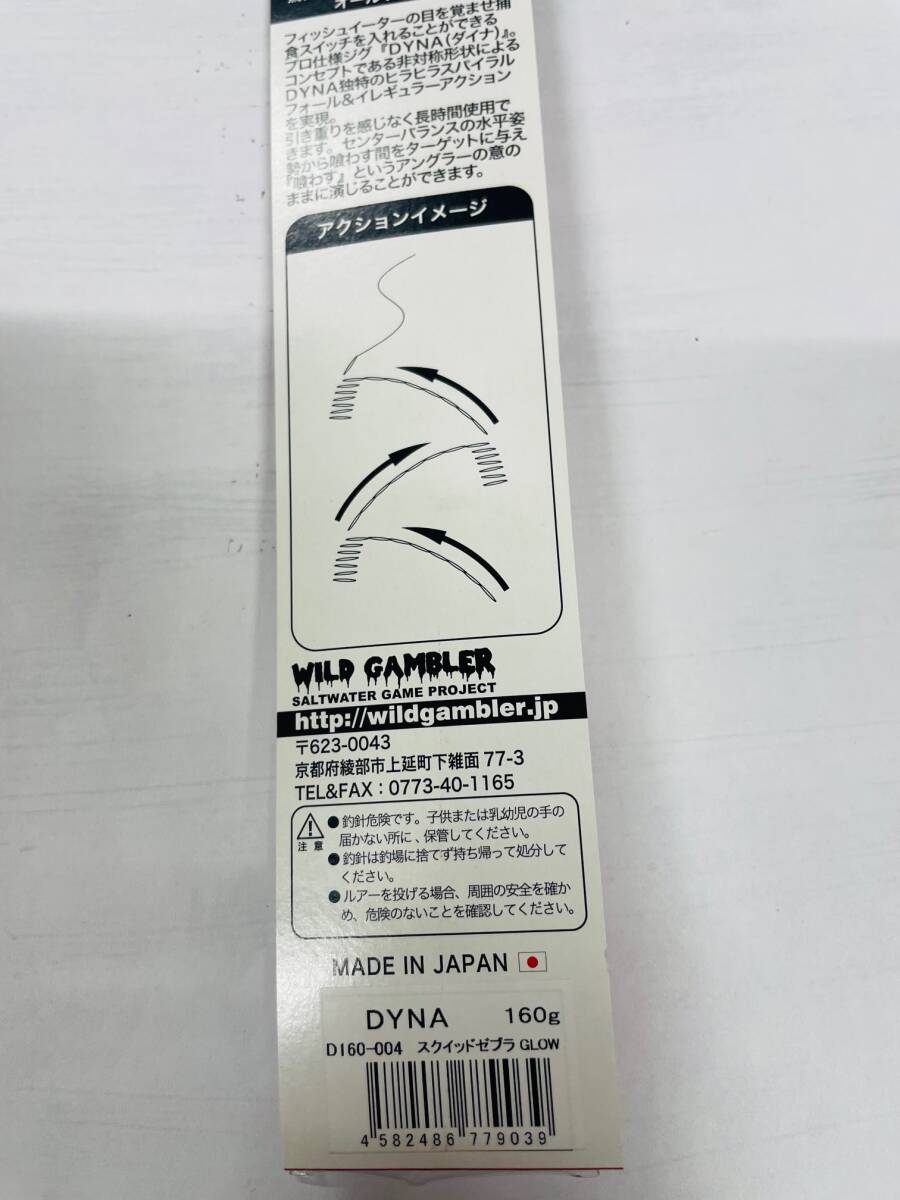 オール
フィッシュイーターの目を覚ませ捕
食スイッチを入れることができる
プロ仕様ジグ『DYNA(ダイナ)』。
コンセプトである非対称形状による
DYNA独特のヒラヒラスパイラル
フォール&イレギュラーアクション
を実現。
引き重りを感じなく長時間使用で
きます。センターバランスの水平姿
勢から喰わす間をターゲットに与え
『喰わす』というアングラーの意の
ままに演じることができます。
アクションイメージ
WILD GAMBLER
SALTWATER GAME PROJECT
http://wildgambler.jp
〒623-0043
京都府綾部市上延町下雑面 77-3
TEL&FAX：0773-40-1165
注意
●釣針危険です。子供または乳幼児の手の
届かない所に、保管してください。
●釣針は釣場に捨てず持ち帰って処分して
ください。
●ルアーを投げる場合、周囲の安全を確か
め、危険のないことを確認してください。
MADE IN JAPAN
DYNA 160g
D160-004 スクイッドゼブラ GLOW
4 582486 779039